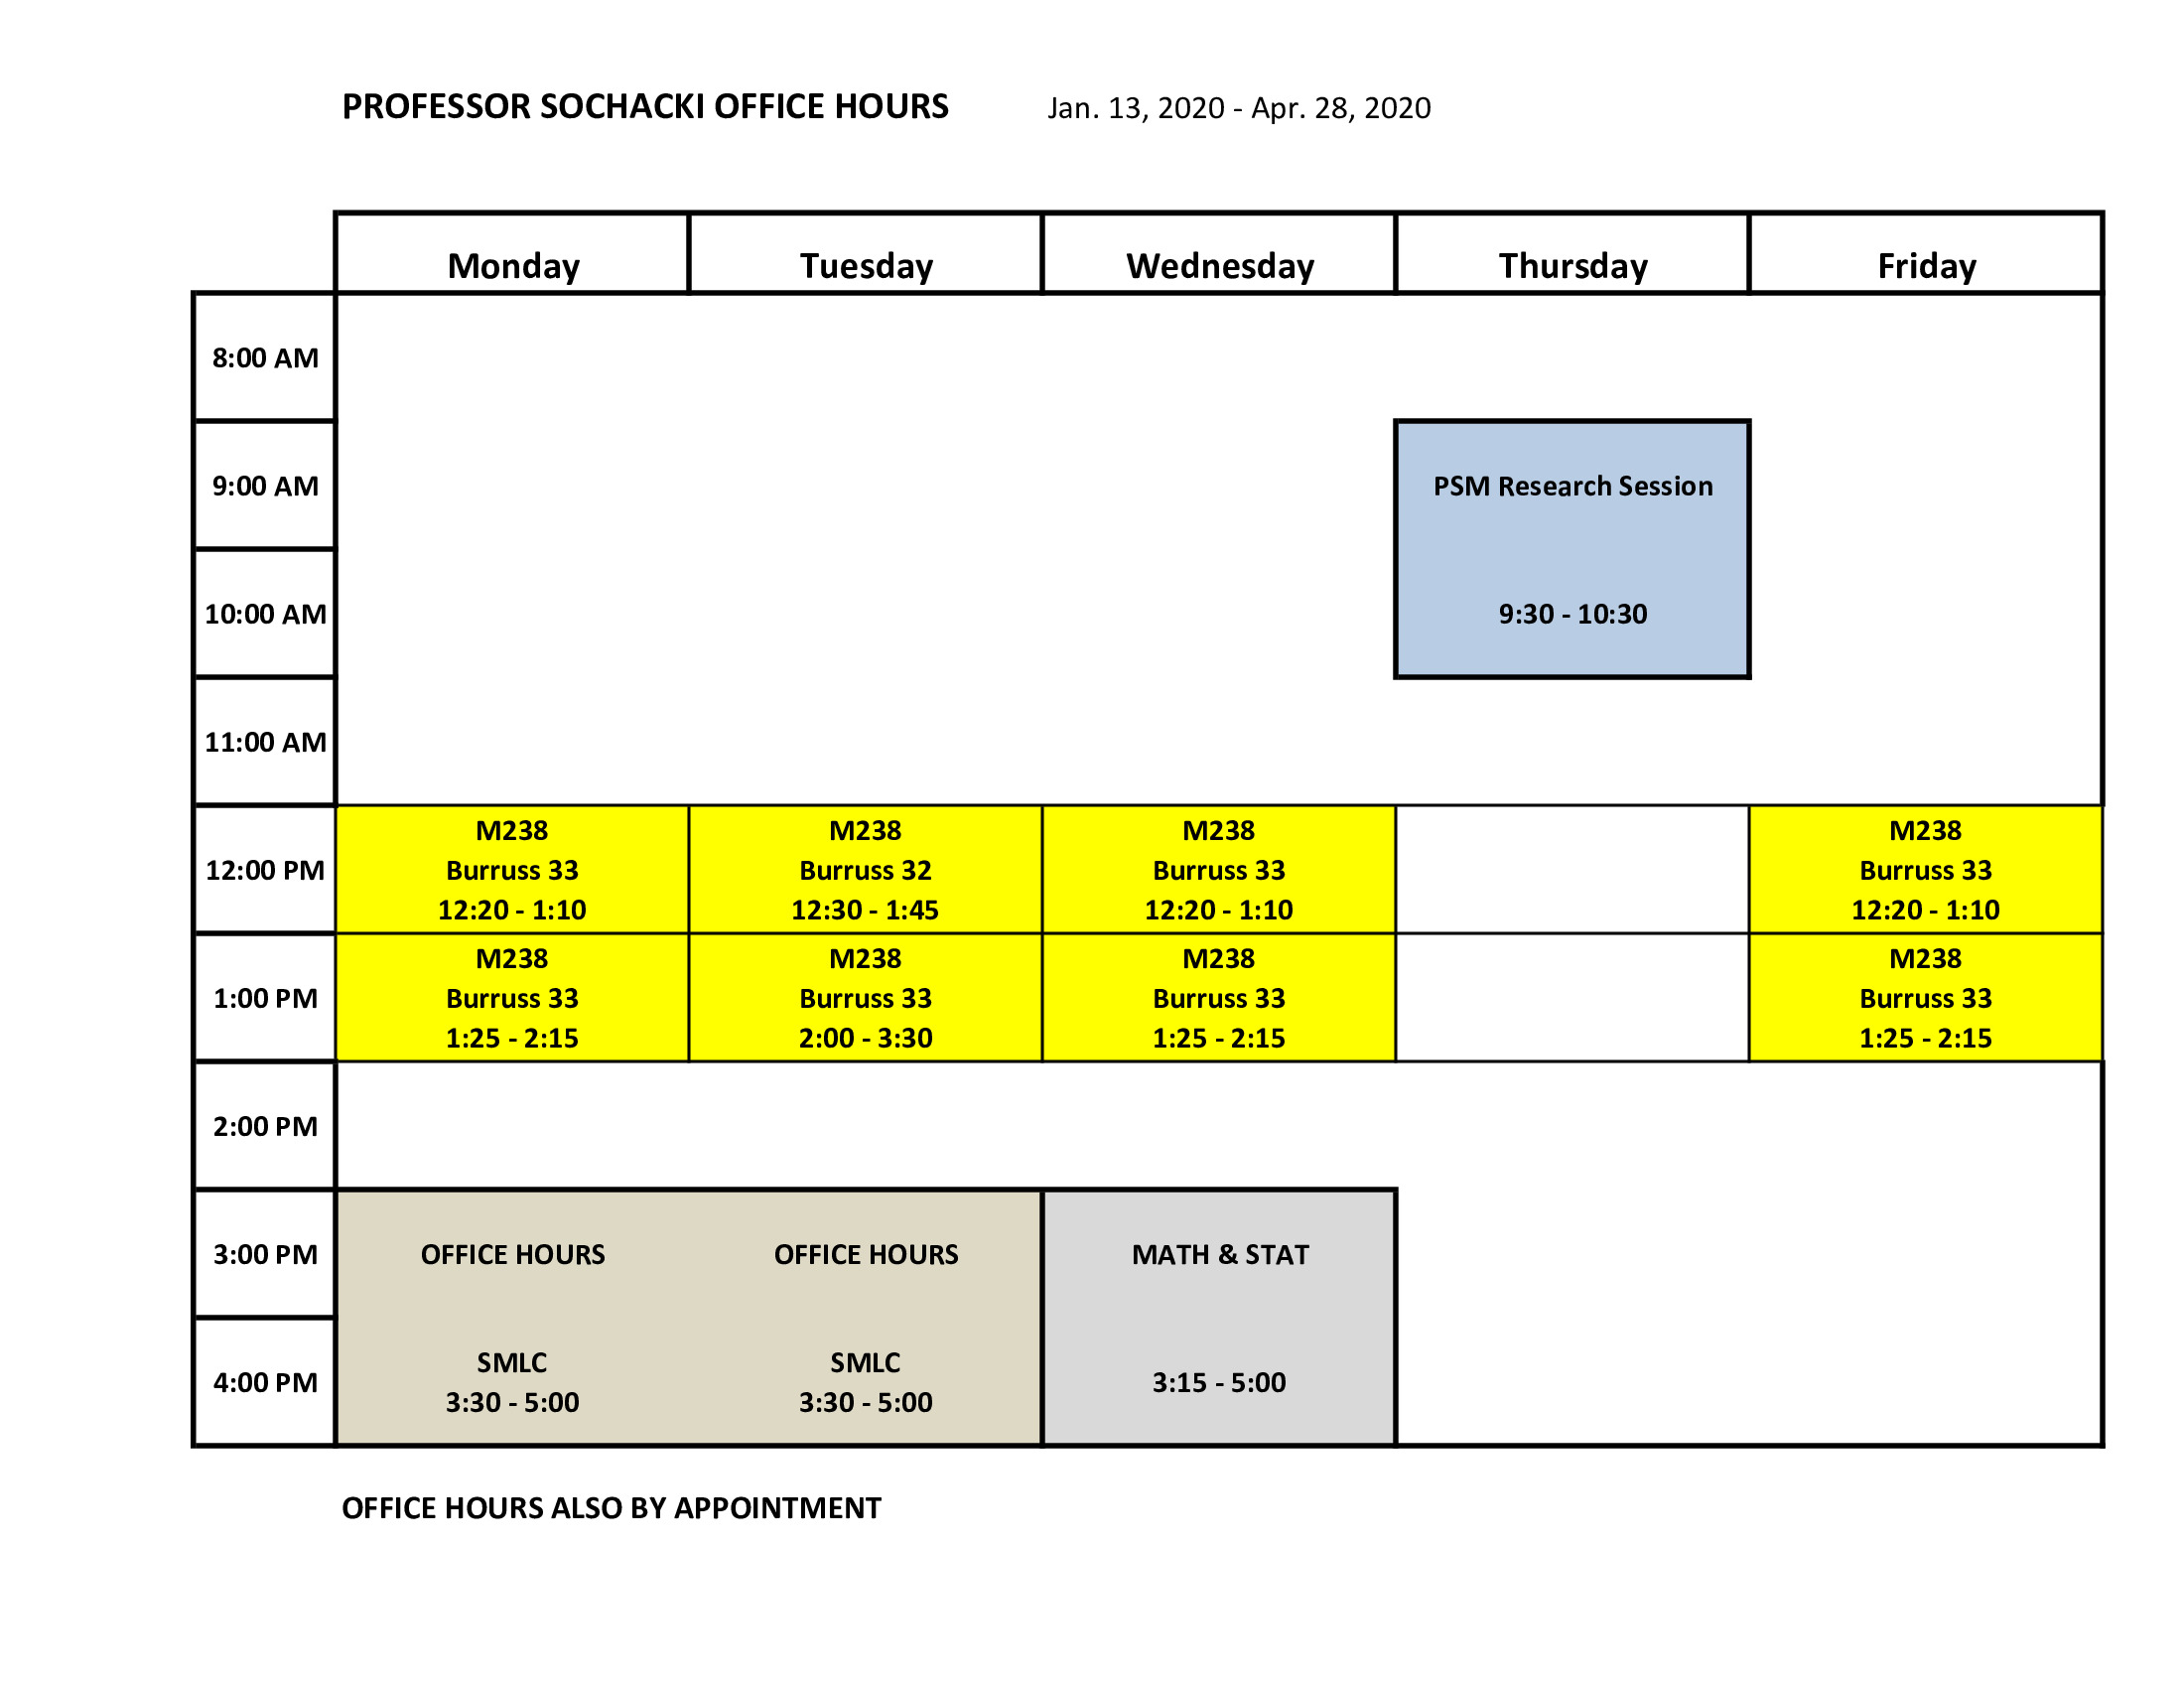 PROFESSOR SOCHACKI OFFICE HOURS Jan. 13, 2020 - Apr. 28, 2020
Monday Tuesday Wednesday Thursday Friday
8:00 AM
9:00 AM PSM Research Session
10:00 AM 9:30 - 10:30
11:00 AM
M238 M238 M238 M238
12:00 PM Burruss 33 Burruss 32 Burruss 33 Burruss 33
12:20 - 1:10 12:30 - 1:45 12:20 - 1:10 12:20 - 1:10
M238 M238 M238 M238
1:00 PM Burruss 33 Burruss 33 Burruss 33 Burruss 33
1:25 - 2:15 2:00 - 3:30 1:25 - 2:15 1:25 - 2:15
2:00 PM
3:00 PM OFFICE HOURS OFFICE HOURS MATH & STAT
SMLC SMLC
4:00 PM 3:15 - 5:00
3:30 - 5:00 3:30 - 5:00
OFFICE HOURS ALSO BY APPOINTMENT